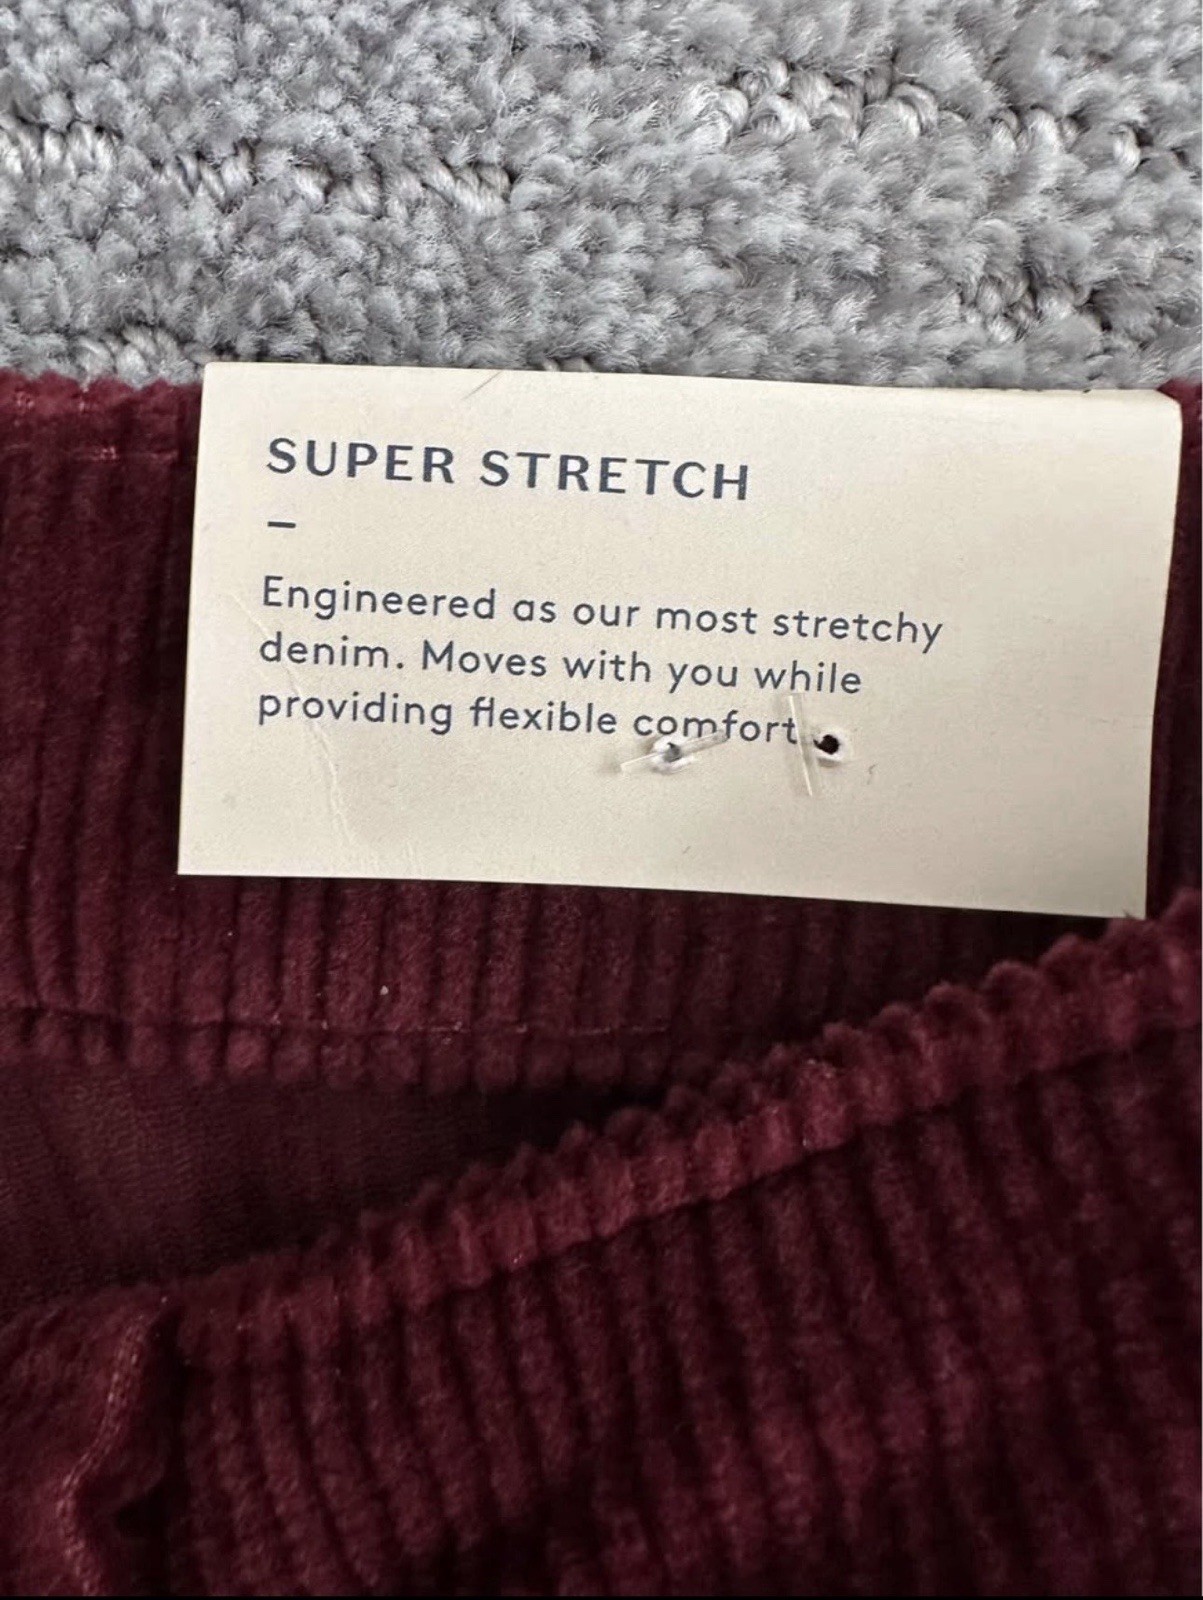 SUPER STRETCH
–
Engineered as our most stretchy
denim. Moves with you while
providing flexible comfort.